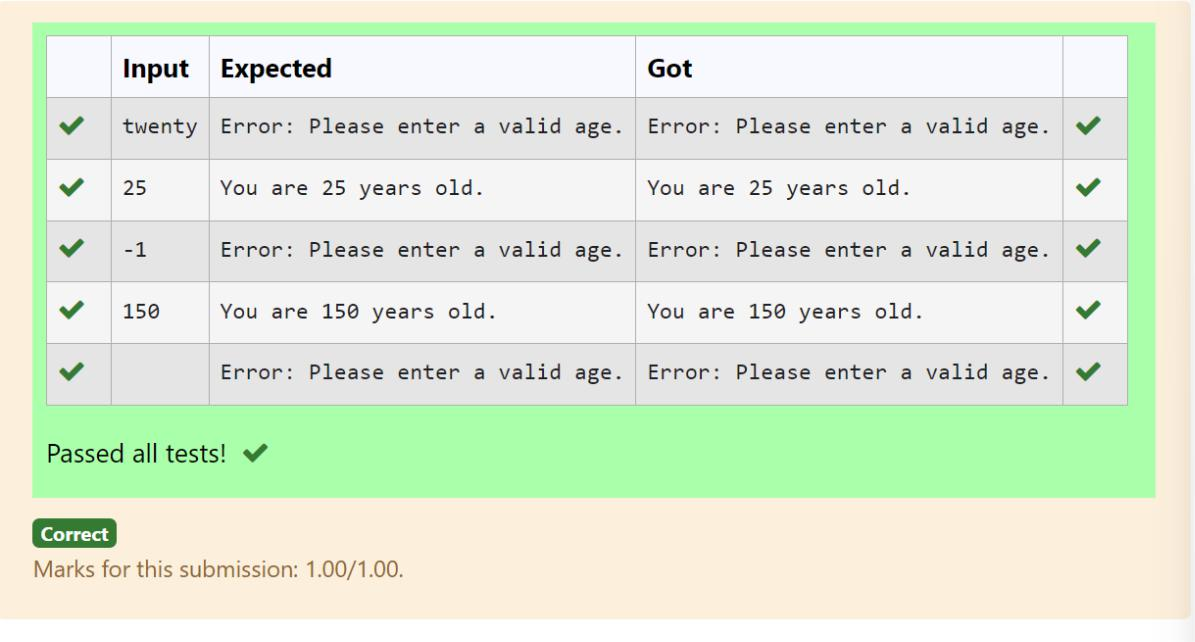 Input Expected Got
twenty Error: Please enter a valid age. Error: Please enter a valid age.
25 You are 25 years old. You are 25 years old.
-1 Error: Please enter a valid age. Error: Please enter a valid age.
150 You are 150 years old. You are 150 years old.
Error: Please enter a valid age. Error: Please enter a valid age.
Passed all tests!
Correct
Marks for this submission: 1.00/1.00.